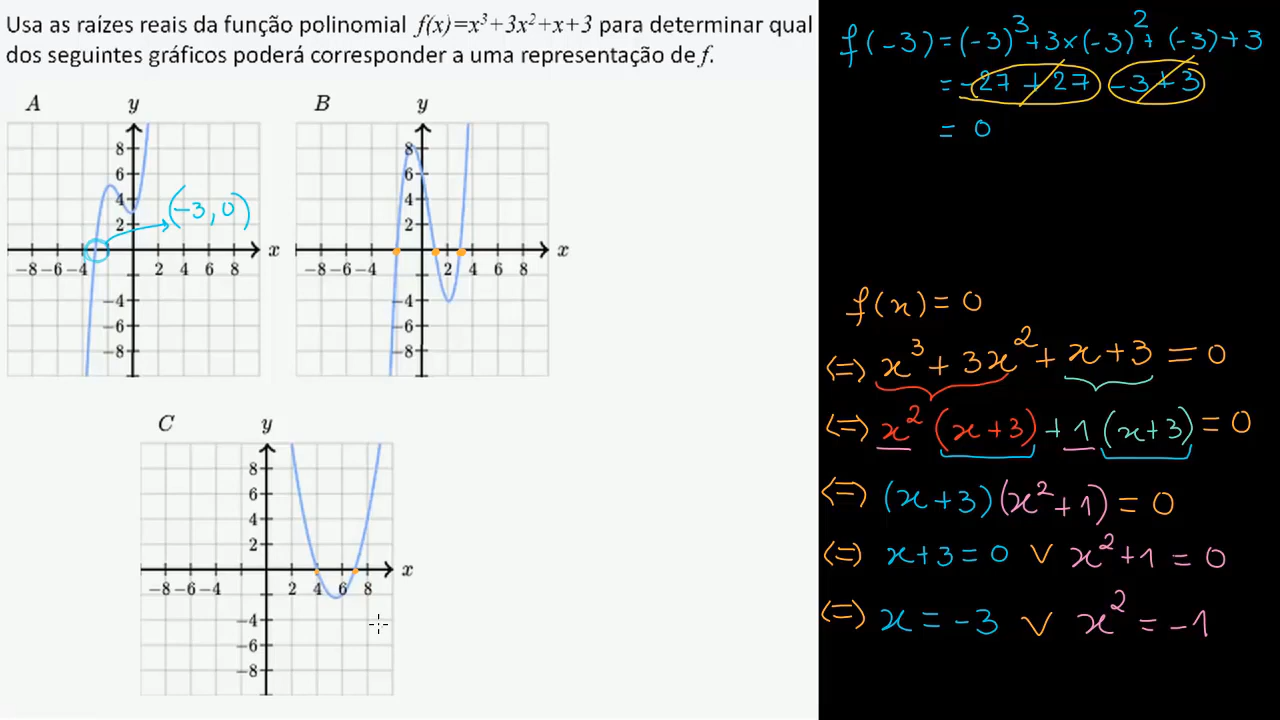 Usa as raízes reais da função polinomial f(x)=x³+3x²+x+3 para determinar qual
dos seguintes gráficos poderá corresponder a uma representação de f.
A
y
8
6
4
2
-4
-6
-8
-8 -6 -4 2 4 6 8
x
(-3, 0)
B
y
8
6
4
2
-4
-6
-8
-8 -6 -4 2 4 6 8
x
C
y
8
6
4
2
-4
-6
-8
-8 -6 -4 2 4 6 8
x
f(-3) = (-3)³ + 3 × (-3)² + (-3) + 3
= -27 + 27 -3 + 3
= 0
f(x) = 0
⇔ x³ + 3x² + x + 3 = 0
⇔ x² (x+3) + 1 (x+3) = 0
⇔ (x+3)(x²+1) = 0
⇔ x+3 = 0 ∨ x²+1 = 0
⇔ x = -3 ∨ x² = -1